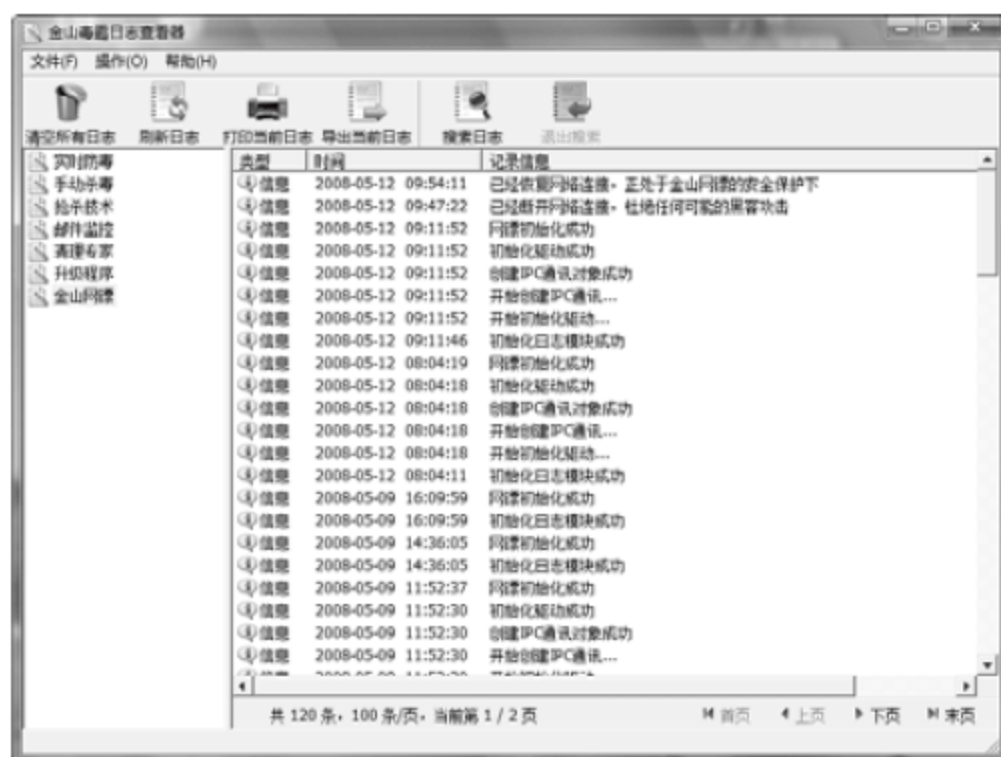 金山毒霸日志查看器
文件(F) 操作(O) 帮助(H)
清空所有日志 刷新日志 打印当前日志 导出当前日志 搜索日志 退出搜索
实时防毒
手动杀毒
抢杀技术
邮件监控
清理专家
升级程序
金山网镖
类型 时间 记录信息
信息 2008-05-12 09:54:11 已经恢复网络连接，正处于金山网镖的安全保护下
信息 2008-05-12 09:47:22 已经断开网络连接，杜绝任何可能的黑客攻击
信息 2008-05-12 09:11:52 网镖初始化成功
信息 2008-05-12 09:11:52 初始化驱动成功
信息 2008-05-12 09:11:52 创建IPC通讯对象成功
信息 2008-05-12 09:11:52 开始创建IPC通讯...
信息 2008-05-12 09:11:52 开始初始化驱动...
信息 2008-05-12 09:11:46 初始化日志模块成功
信息 2008-05-12 08:04:19 网镖初始化成功
信息 2008-05-12 08:04:18 初始化驱动成功
信息 2008-05-12 08:04:18 创建IPC通讯对象成功
信息 2008-05-12 08:04:18 开始创建IPC通讯...
信息 2008-05-12 08:04:18 开始初始化驱动...
信息 2008-05-12 08:04:11 初始化日志模块成功
信息 2008-05-09 16:09:59 网镖初始化成功
信息 2008-05-09 16:09:59 初始化日志模块成功
信息 2008-05-09 14:36:05 网镖初始化成功
信息 2008-05-09 14:36:05 初始化日志模块成功
信息 2008-05-09 11:52:37 网镖初始化成功
信息 2008-05-09 11:52:30 初始化驱动成功
信息 2008-05-09 11:52:30 创建IPC通讯对象成功
信息 2008-05-09 11:52:30 开始创建IPC通讯...
共 120 条，100 条/页，当前第 1 / 2 页 首页 上页 下页 末页